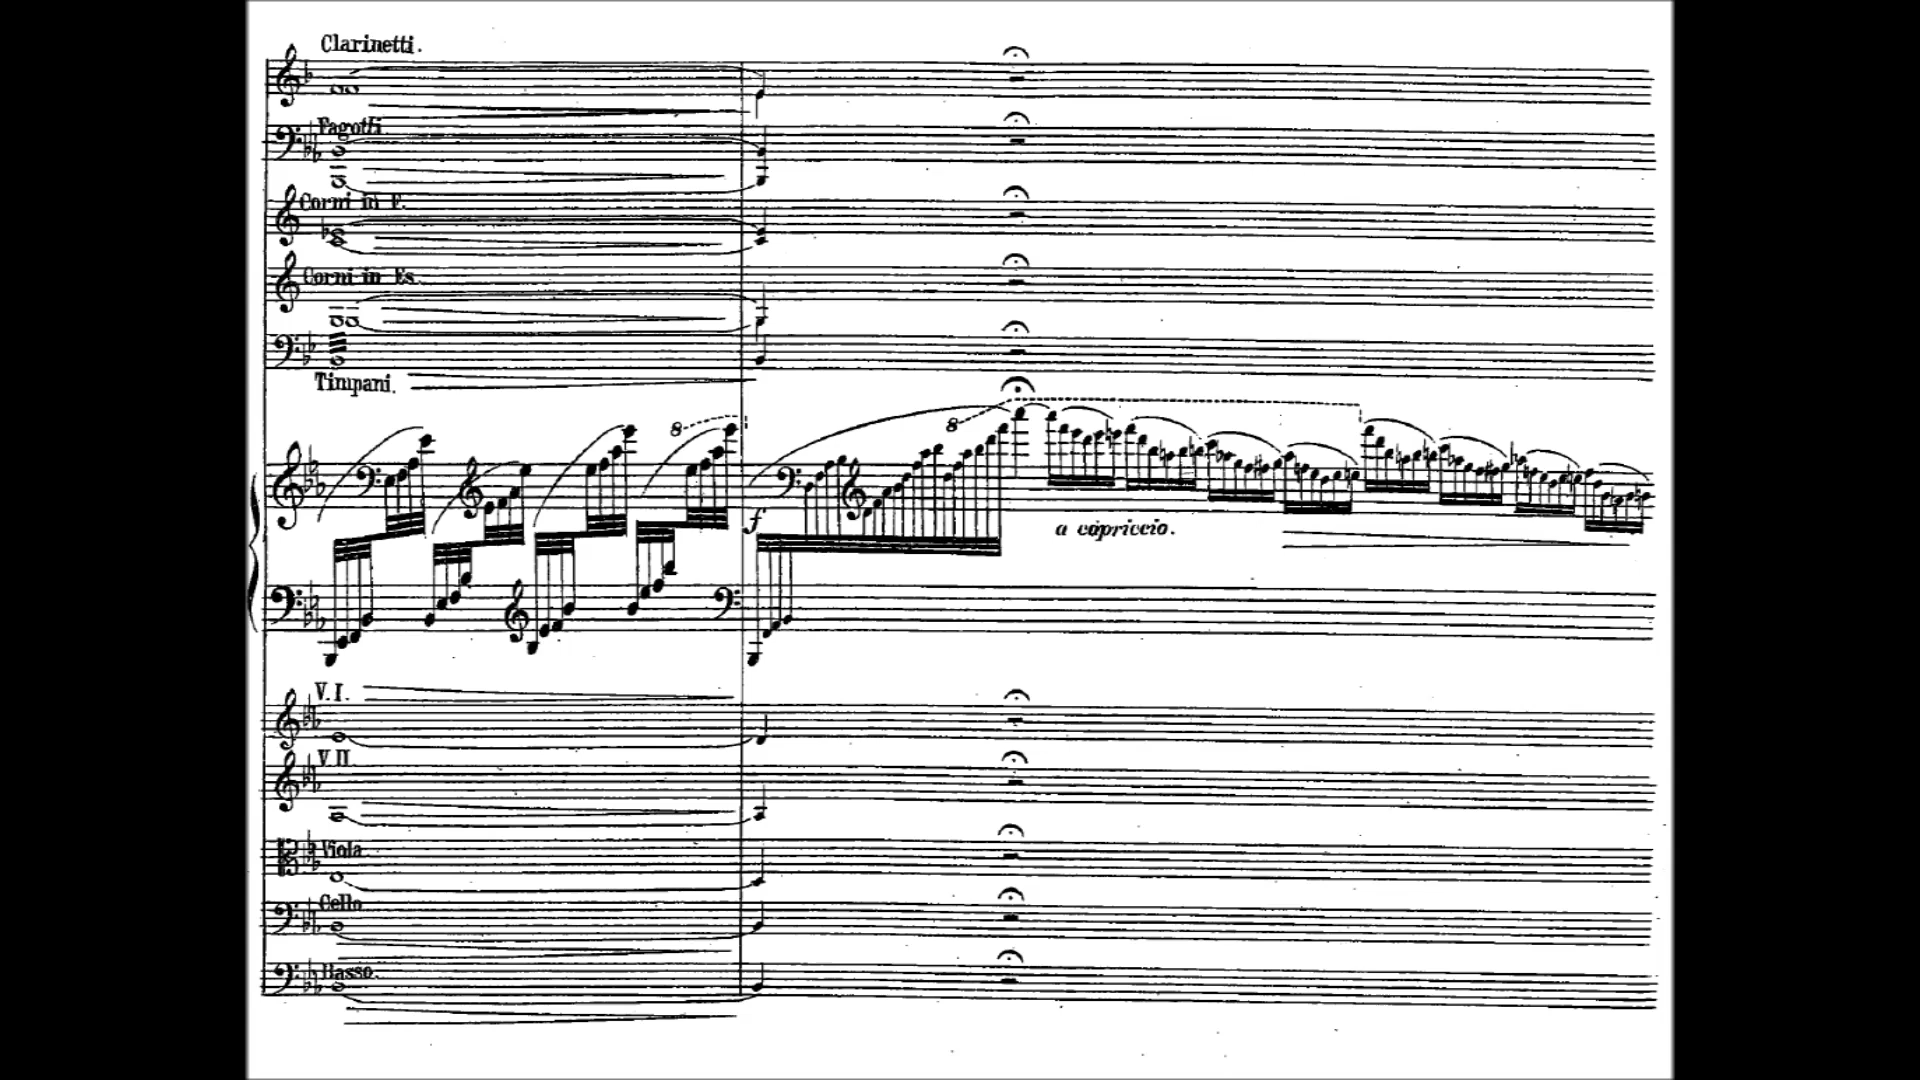 Clarinetti.
Fagotti
Corni in F.
Corni in Es.
Timpani.
8
8
f
a capriccio.
V. I.
V II
Viola
Cello
Basso.